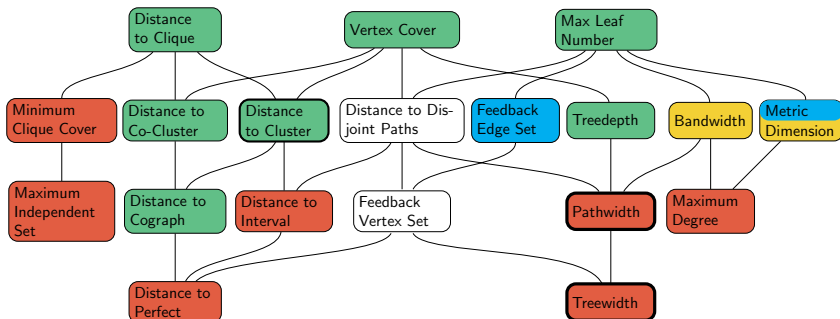 Distance
to Clique
Vertex Cover
Max Leaf
Number
Minimum
Clique Cover
Distance to
Co-Cluster
Distance
to Cluster
Distance to Dis-
joint Paths
Feedback
Edge Set
Treedepth
Bandwidth
Metric
Dimension
Maximum
Independent
Set
Distance to
Cograph
Distance to
Interval
Feedback
Vertex Set
Pathwidth
Maximum
Degree
Distance to
Perfect
Treewidth